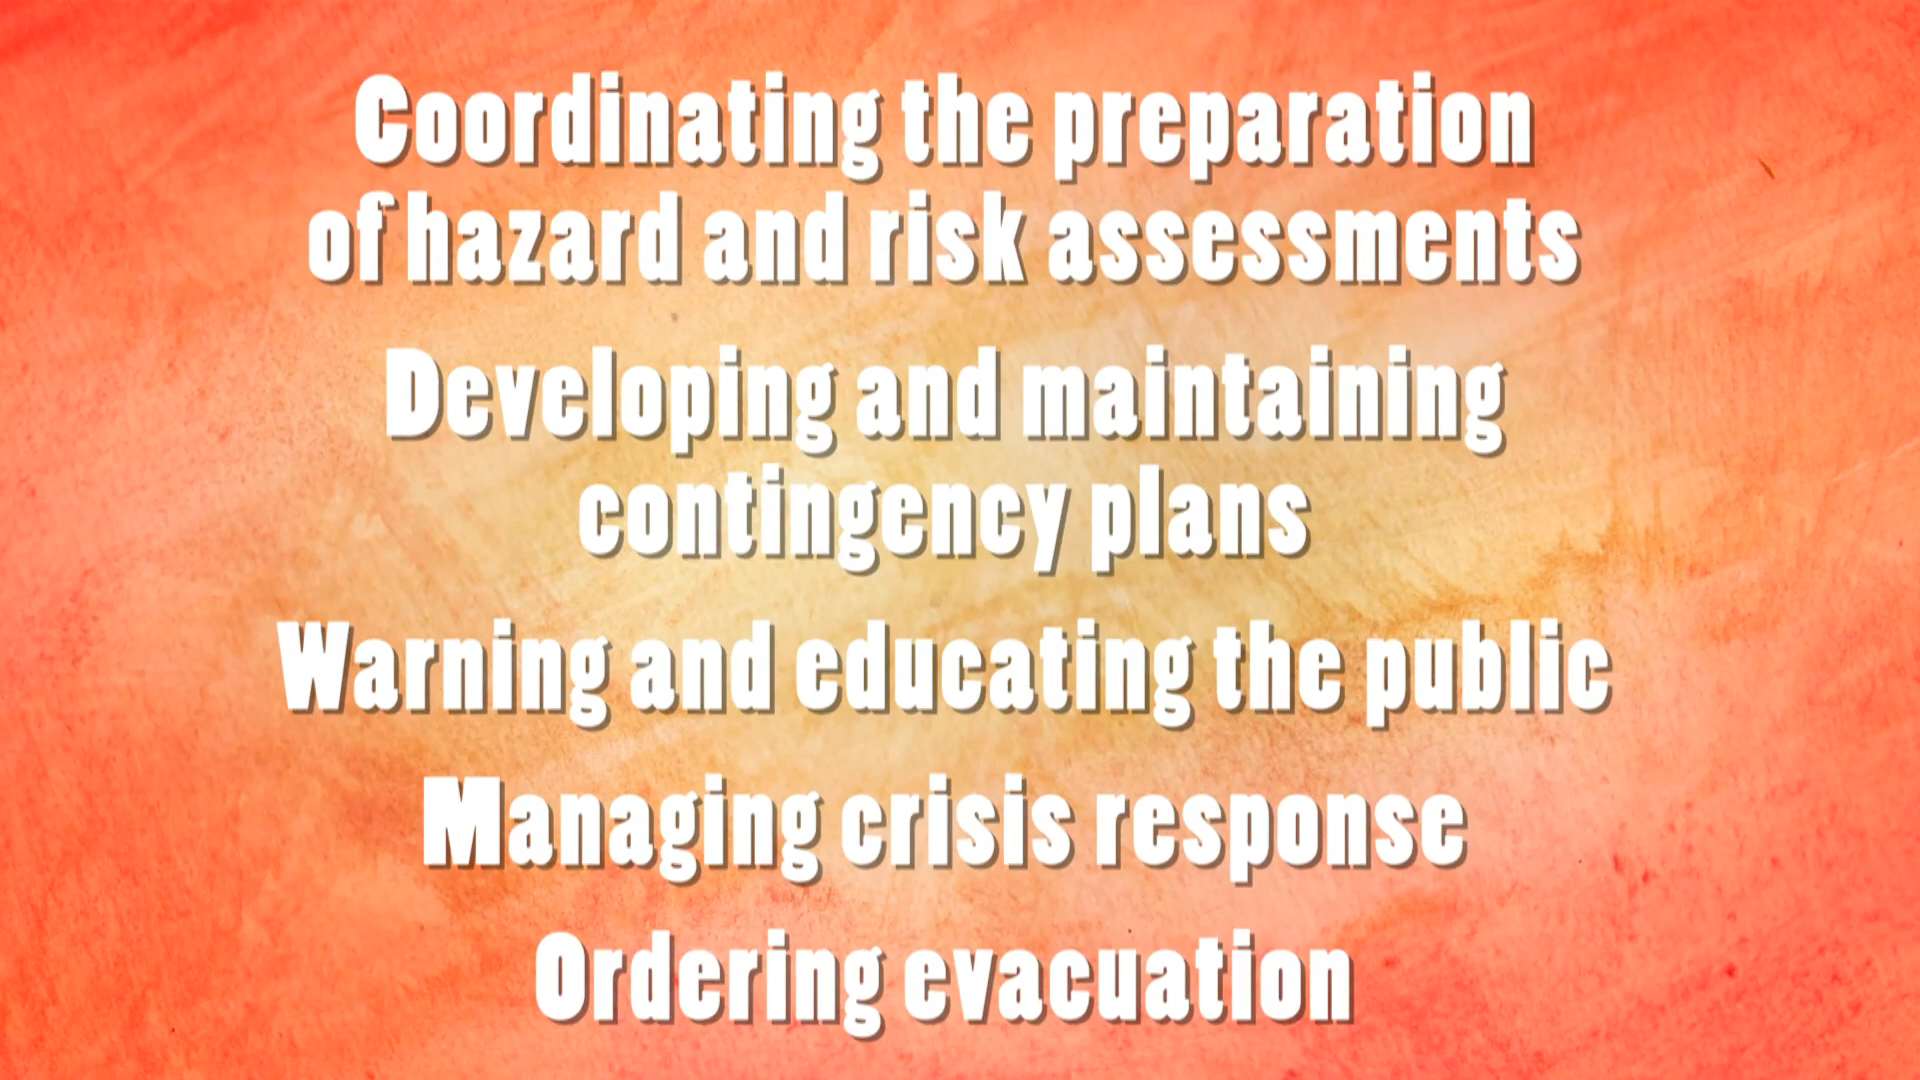 Coordinating the preparation
of hazard and risk assessments
Developing and maintaining
contingency plans
Warning and educating the public
Managing crisis response
Ordering evacuation